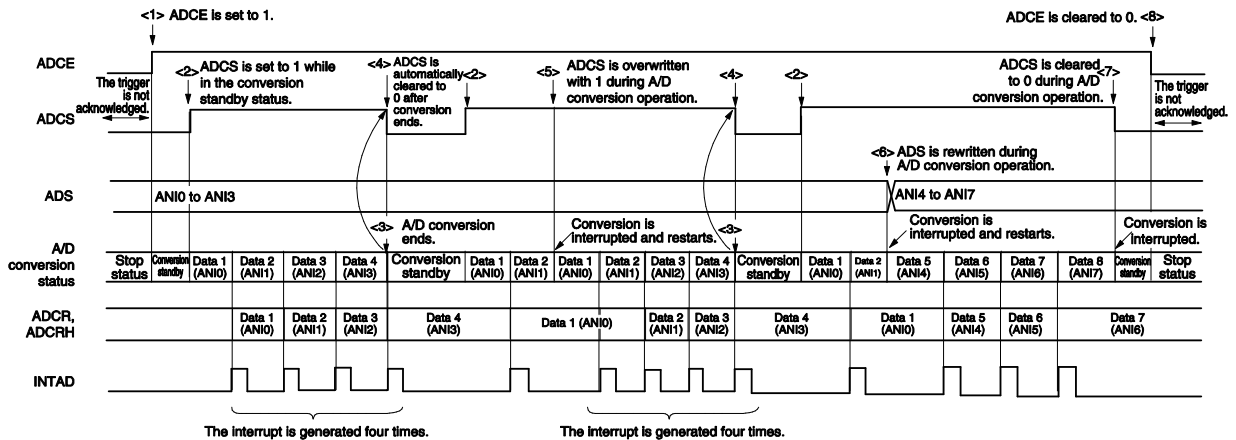 <1> ADCE is set to 1.
ADCE is cleared to 0. <8>
ADCE
The trigger
is not
acknowledged.
<2> ADCS is set to 1 while
in the conversion
standby status.
<4> ADCS is
automatically
cleared to
0 after
conversion
ends.
<2>
<5> ADCS is overwritten
with 1 during A/D
conversion operation.
<4>
<2>
ADCS is cleared
to 0 during A/D
conversion operation.
<7>
The trigger
is not
acknowledged.
ADCS
<6> ADS is rewritten during
A/D conversion operation.
ADS
ANI0 to ANI3
ANI4 to ANI7
<3> A/D conversion
ends.
Conversion is
interrupted and restarts.
<3>
Conversion is
interrupted and restarts.
Conversion is
interrupted.
A/D
conversion
status
Stop
status
Conversion
standby
Data 1
(ANI0)
Data 2
(ANI1)
Data 3
(ANI2)
Data 4
(ANI3)
Conversion
standby
Data 1
(ANI0)
Data 2
(ANI1)
Data 1
(ANI0)
Data 2
(ANI1)
Data 3
(ANI2)
Data 4
(ANI3)
Conversion
standby
Data 1
(ANI0)
Data 2
(ANI1)
Data 5
(ANI4)
Data 6
(ANI5)
Data 7
(ANI6)
Data 8
(ANI7)
Conversion
standby
Stop
status
ADCR,
ADCRH
Data 1
(ANI0)
Data 2
(ANI1)
Data 3
(ANI2)
Data 4
(ANI3)
Data 1 (ANI0)
Data 2
(ANI1)
Data 3
(ANI2)
Data 4
(ANI3)
Data 1
(ANI0)
Data 5
(ANI4)
Data 6
(ANI5)
Data 7
(ANI6)
INTAD
The interrupt is generated four times.
The interrupt is generated four times.